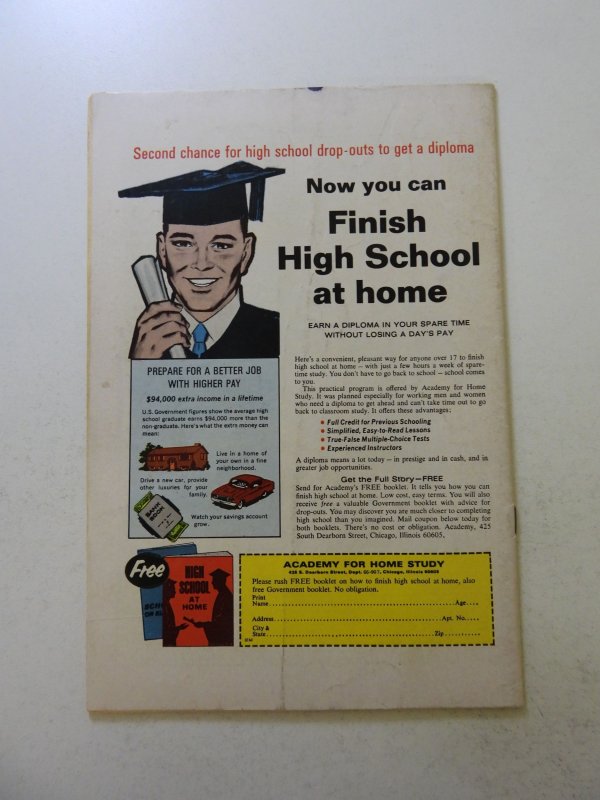 Second chance for high school drop-outs to get a diploma
Now you can
Finish
High School
at home
EARN A DIPLOMA IN YOUR SPARE TIME
WITHOUT LOSING A DAY'S PAY
PREPARE FOR A BETTER JOB
WITH HIGHER PAY
$94,000 extra income in a lifetime
U.S. Government figures show the average high
school graduate earns $94,000 more than the
non-graduate. Here's what the extra money can
mean:
Live in a home of
your own in a fine
neighborhood.
Drive a new car, provide
other luxuries for your
family.
BANK
BOOK
Watch your savings account
grow.
Here's a convenient, pleasant way for anyone over 17 to finish
high school at home – with just a few hours a week of spare-
time study. You don't have to go back to school – school comes
to you.
This practical program is offered by Academy for Home
Study. It was planned especially for working men and women
who need a diploma to get ahead and can't take time out to go
back to classroom study. It offers these advantages:
• Full Credit for Previous Schooling
• Simplified, Easy-to-Read Lessons
• True-False Multiple-Choice Tests
• Experienced Instructors
A diploma means a lot today – in prestige and in cash, and in
greater job opportunities.
Get the Full Story—FREE
Send for Academy's FREE booklet. It tells you how you can
finish high school at home. Low cost, easy terms. You will also
receive free a valuable Government booklet with advice for
drop-outs. You may discover you are much closer to completing
high school than you imagined. Mail coupon below today for
both booklets. There's no cost or obligation. Academy, 425
South Dearborn Street, Chicago, Illinois 60605,
Free
HIGH
SCHOOL
AT
HOME
ACADEMY FOR HOME STUDY
425 S. Dearborn Street, Dept. Chicago, Illinois 60605
Please rush FREE booklet on how to finish high school at home, also
free Government booklet. No obligation.
Print
Name Age
Address Apt. No.
City &
State Zip